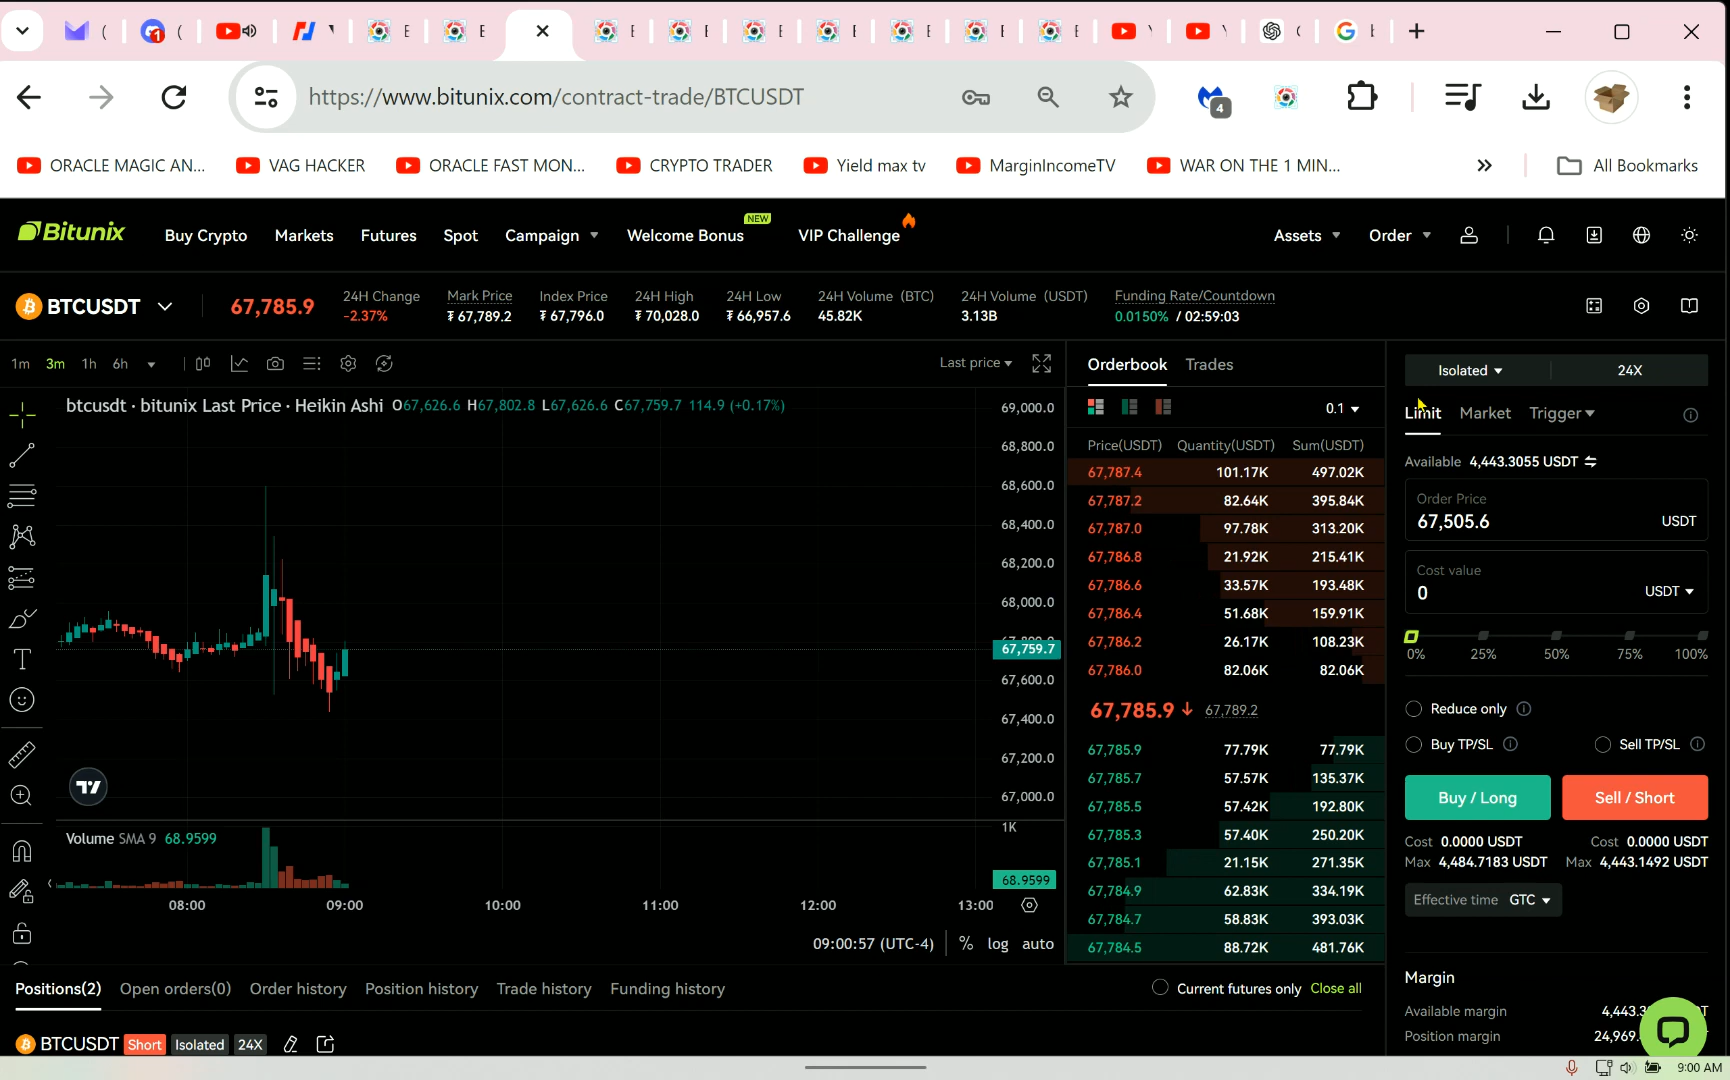 https://www.bitunix.com/contract-trade/BTCUSDT
4
ORACLE MAGIC AN...
VAG HACKER
ORACLE FAST MON...
CRYPTO TRADER
Yield max tv
MarginIncomeTV
WAR ON THE 1 MIN...
All Bookmarks
Bitunix
Buy Crypto
Markets
Futures
Spot
Campaign
Welcome Bonus
NEW
VIP Challenge
Assets
Order
BTCUSDT
67,785.9
24H Change
-2.37%
Mark Price
₮ 67,789.2
Index Price
₮ 67,796.0
24H High
₮ 70,028.0
24H Low
₮ 66,957.6
24H Volume (BTC)
45.82K
24H Volume (USDT)
3.13B
Funding Rate/Countdown
0.0150% / 02:59:03
1m 3m 1h 6h
Last price
btcusdt · bitunix Last Price · Heikin Ashi O67,626.6 H67,802.8 L67,626.6 C67,759.7 114.9 (+0.17%)
69,000.0
68,800.0
68,600.0
68,400.0
68,200.0
68,000.0
67,800.0
67,759.7
67,600.0
67,400.0
67,200.0
67,000.0
Volume SMA 9 68.9599
1K
68.9599
08:00 09:00 10:00 11:00 12:00 13:00
09:00:57 (UTC-4) % log auto
Orderbook Trades
0.1
Price(USDT) Quantity(USDT) Sum(USDT)
67,787.4 101.17K 497.02K
67,787.2 82.64K 395.84K
67,787.0 97.78K 313.20K
67,786.8 21.92K 215.41K
67,786.6 33.57K 193.48K
67,786.4 51.68K 159.91K
67,786.2 26.17K 108.23K
67,786.0 82.06K 82.06K
67,785.9 67,789.2
67,785.9 77.79K 77.79K
67,785.7 57.57K 135.37K
67,785.5 57.42K 192.80K
67,785.3 57.40K 250.20K
67,785.1 21.15K 271.35K
67,784.9 62.83K 334.19K
67,784.7 58.83K 393.03K
67,784.5 88.72K 481.76K
Isolated 24X
Limit Market Trigger
Available 4,443.3055 USDT
Order Price
67,505.6 USDT
Cost value
0 USDT
0% 25% 50% 75% 100%
Reduce only
Buy TP/SL Sell TP/SL
Buy / Long Sell / Short
Cost 0.0000 USDT Cost 0.0000 USDT
Max 4,484.7183 USDT Max 4,443.1492 USDT
Effective time GTC
Margin
Available margin 4,443.3
Position margin 24,969.
Positions(2) Open orders(0) Order history Position history Trade history Funding history
Current futures only Close all
BTCUSDT Short Isolated 24X
9:00 AM